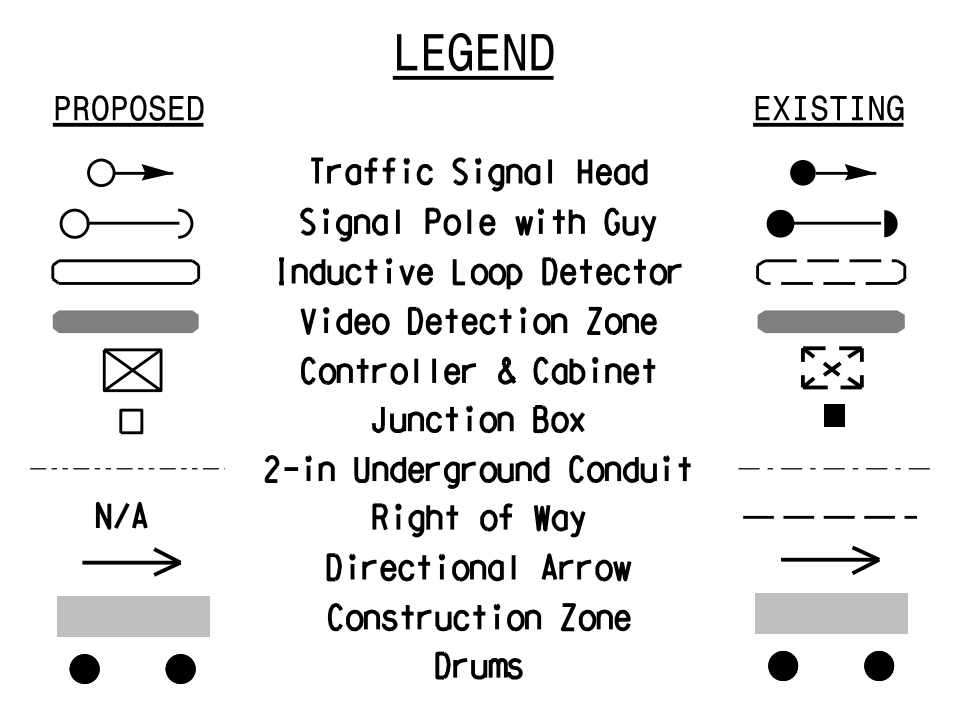 LEGEND
PROPOSED EXISTING
Traffic Signal Head
Signal Pole with Guy
Inductive Loop Detector
Video Detection Zone
Controller & Cabinet
Junction Box
2-in Underground Conduit
N/A Right of Way
Directional Arrow
Construction Zone
Drums